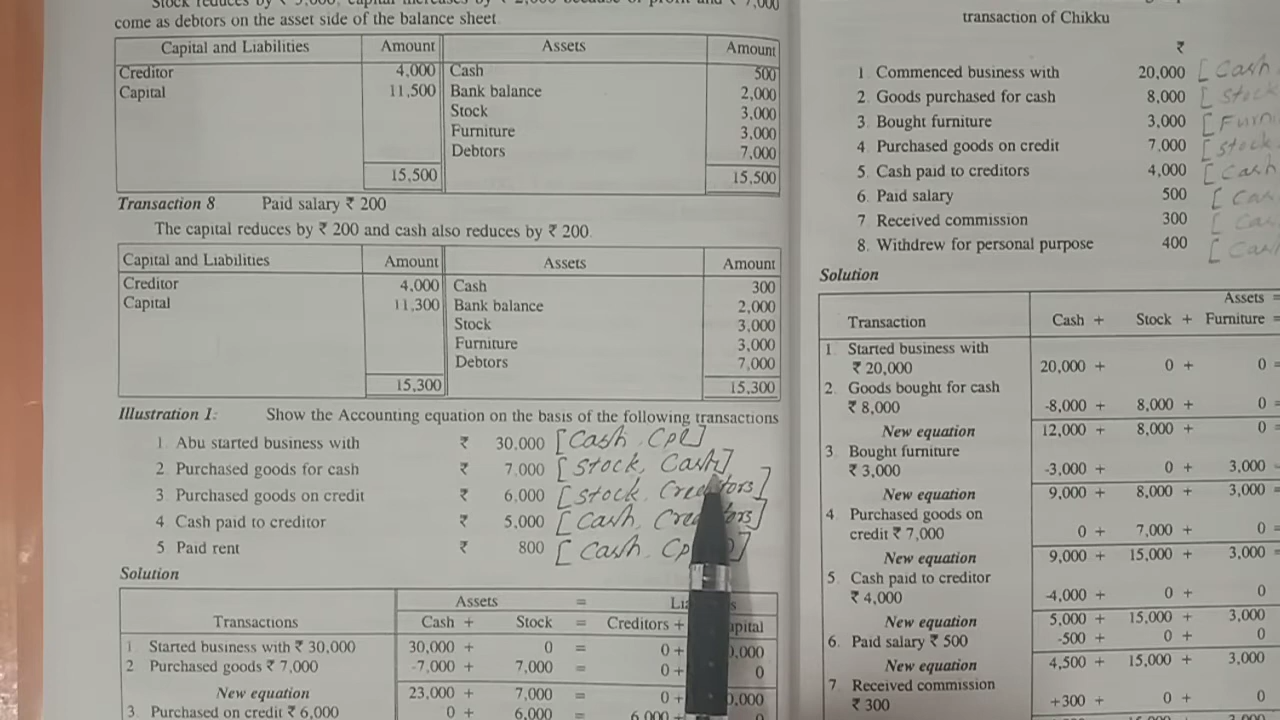 come as debtors on the asset side of the balance sheet
Capital and Liabilities Amount Assets Amount
Creditor 4,000 Cash 500
Capital 11,500 Bank balance 2,000
Stock 3,000
Furniture 3,000
Debtors 7,000
15,500 15,500
Transaction 8 Paid salary ₹ 200
The capital reduces by ₹ 200 and cash also reduces by ₹ 200.
Capital and Liabilities Amount Assets Amount
Creditor 4,000 Cash 300
Capital 11,300 Bank balance 2,000
Stock 3,000
Furniture 3,000
Debtors 7,000
15,300 15,300
Illustration 1: Show the Accounting equation on the basis of the following transactions
1. Abu started business with ₹ 30,000 [Cash, Cpl]
2. Purchased goods for cash ₹ 7,000 [Stock, Cash]
3. Purchased goods on credit ₹ 6,000 [Stock, Creditors]
4. Cash paid to creditor ₹ 5,000 [Cash, Creditors]
5. Paid rent ₹ 800 [Cash
Solution
Assets =
Transactions Cash + Stock = Creditors +
1. Started business with ₹ 30,000 30,000 + 0 = 0 +
2 Purchased goods ₹ 7,000 -7,000 + 7,000 = 0 + 0
New equation 23,000 + 7,000 = 0 +
3. Purchased on credit ₹ 6,000 0 + 6,000 = 6,000
transaction of Chikku
₹
1. Commenced business with 20,000 [Cash
2. Goods purchased for cash 8,000 [Stock
3. Bought furniture 3,000 [Furni
4. Purchased goods on credit 7,000 [Stock
5. Cash paid to creditors 4,000 [Cash
6. Paid salary 500 [Ca
7. Received commission 300 [Ca
8. Withdrew for personal purpose 400 [Cas
Solution
Assets =
Transaction Cash + Stock + Furniture =
1. Started business with
₹ 20,000 20,000 + 0 + 0 =
2. Goods bought for cash
₹ 8,000 -8,000 + 8,000 + 0 =
New equation 12,000 + 8,000 + 0 =
3. Bought furniture
₹ 3,000 -3,000 + 0 + 3,000 =
New equation 9,000 + 8,000 + 3,000 =
4. Purchased goods on
credit ₹ 7,000 0 + 7,000 + 0 =
New equation 9,000 + 15,000 + 3,000 =
5. Cash paid to creditor
₹ 4,000 -4,000 + 0 + 0
New equation 5,000 + 15,000 + 3,000
6. Paid salary ₹ 500 -500 + 0 + 0
New equation 4,500 + 15,000 + 3,000
7. Received commission
₹ 300 +300 + 0 + 0